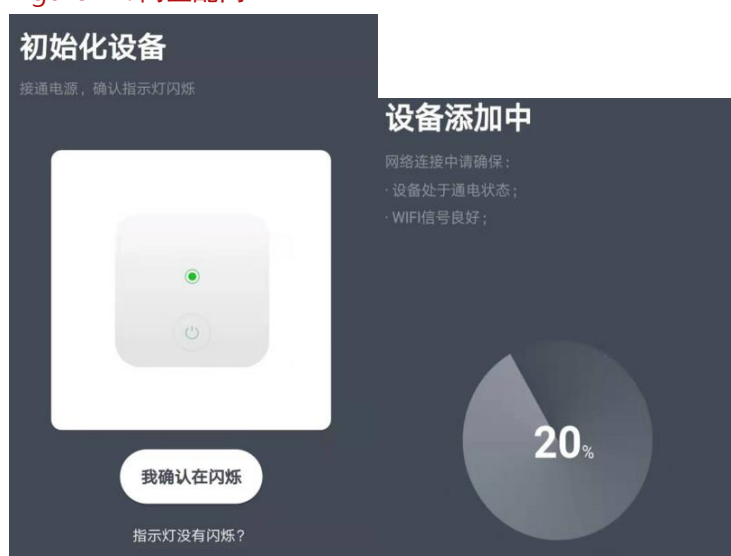 初始化设备
接通电源，确认指示灯闪烁
我确认在闪烁
指示灯没有闪烁？
设备添加中
网络连接中请确保：
· 设备处于通电状态；
· WIFI信号良好；
20%